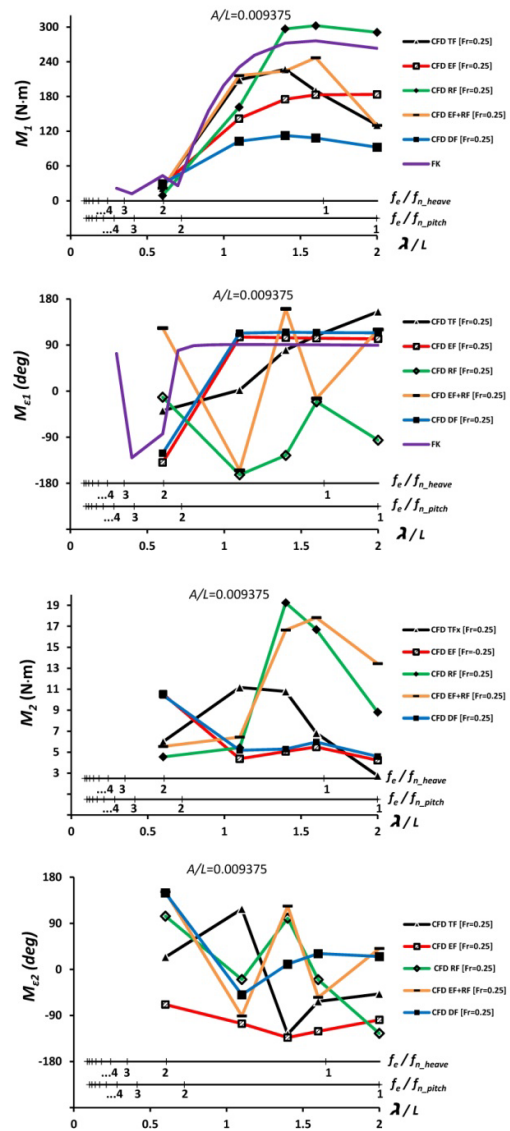 A/L=0.009375
M1 (N·m)
300
240
180
120
60
0
CFD TF [Fr=0.25]
CFD EF [Fr=0.25]
CFD RF [Fr=0.25]
CFD EF+RF [Fr=0.25]
CFD DF [Fr=0.25]
FK
...4 3 2 1 fe/fn_heave
...4 3 2 1 fe/fn_pitch
0 0.5 1 1.5 2 λ/L
A/L=0.009375
Mε1 (deg)
180
90
0
-90
-180
CFD TF [Fr=0.25]
CFD EF [Fr=0.25]
CFD RF [Fr=0.25]
CFD EF+RF [Fr=0.25]
CFD DF [Fr=0.25]
FK
...4 3 2 1 fe/fn_heave
...4 3 2 1 fe/fn_pitch
0 0.5 1 1.5 2 λ/L
A/L=0.009375
M2 (N·m)
19
17
15
13
11
9
7
5
3
CFD TFx [Fr=0.25]
CFD EF [Fr=-0.25]
CFD RF [Fr=0.25]
CFD EF+RF [Fr=0.25]
CFD DF [Fr=0.25]
...4 3 2 1 fe/fn_heave
...4 3 2 1 fe/fn_pitch
0 0.5 1 1.5 2 λ/L
A/L=0.009375
Mε2 (deg)
180
90
0
-90
-180
CFD TF [Fr=0.25]
CFD EF [Fr=0.25]
CFD RF [Fr=0.25]
CFD EF+RF [Fr=0.25]
CFD DF [Fr=0.25]
...4 3 2 1 fe/fn_heave
...4 3 2 1 fe/fn_pitch
0 0.5 1 1.5 2 λ/L